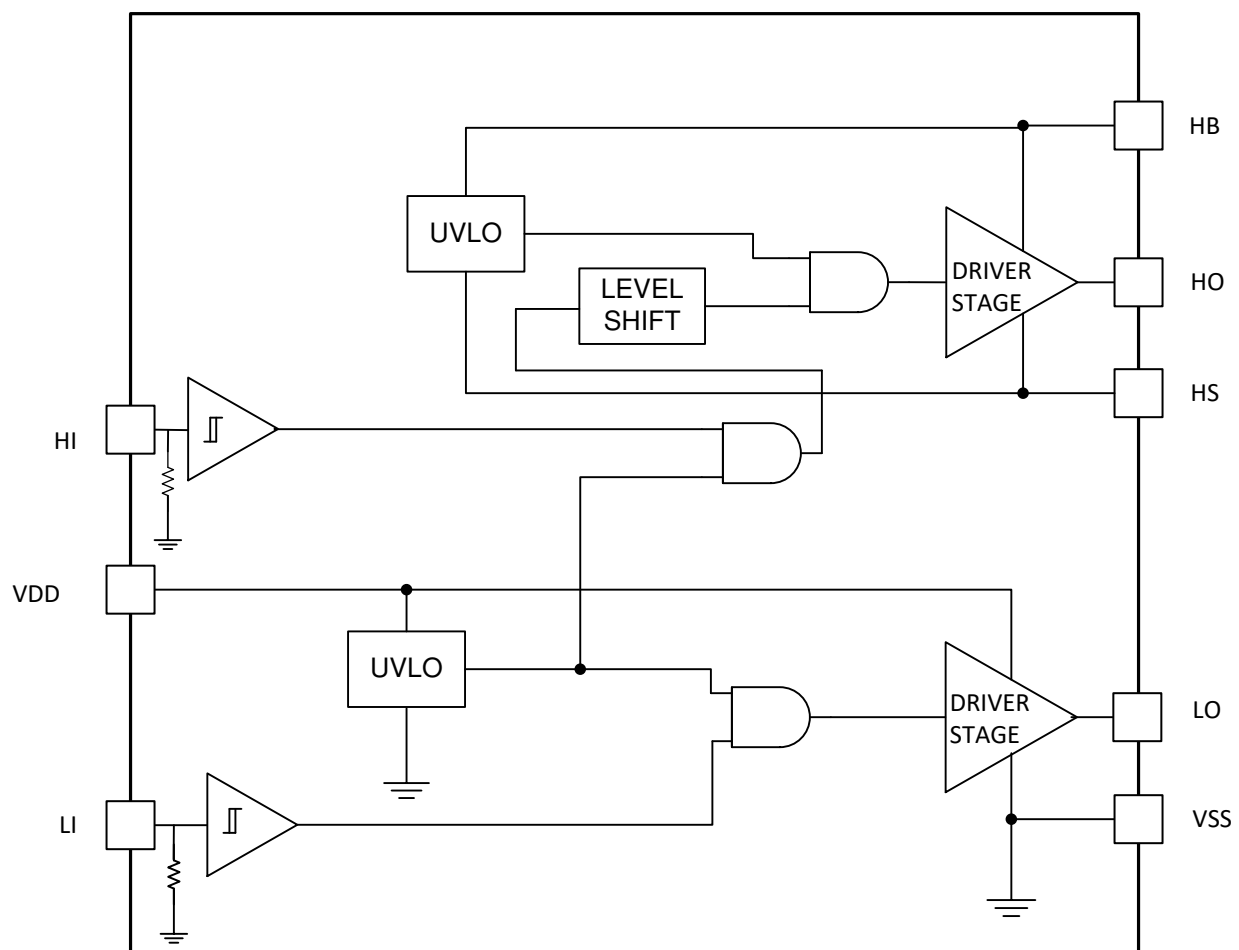 HB
UVLO
DRIVER
STAGE
HO
LEVEL
SHIFT
HS
HI
VDD
UVLO
DRIVER
STAGE
LO
LI
VSS